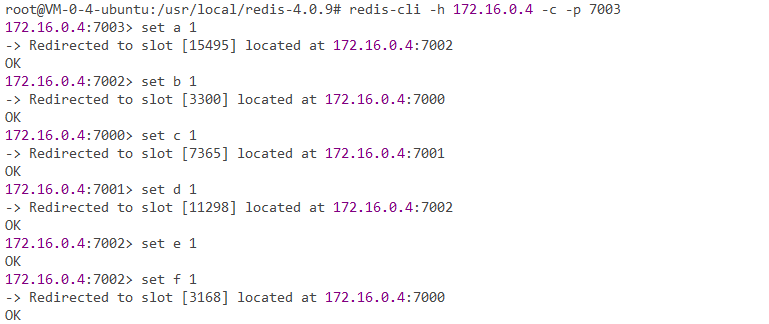 root@VM-0-4-ubuntu:/usr/local/redis-4.0.9# redis-cli -h 172.16.0.4 -c -p 7003
172.16.0.4:7003> set a 1
-> Redirected to slot [15495] located at 172.16.0.4:7002
OK
172.16.0.4:7002> set b 1
-> Redirected to slot [3300] located at 172.16.0.4:7000
OK
172.16.0.4:7000> set c 1
-> Redirected to slot [7365] located at 172.16.0.4:7001
OK
172.16.0.4:7001> set d 1
-> Redirected to slot [11298] located at 172.16.0.4:7002
OK
172.16.0.4:7002> set e 1
OK
172.16.0.4:7002> set f 1
-> Redirected to slot [3168] located at 172.16.0.4:7000
OK